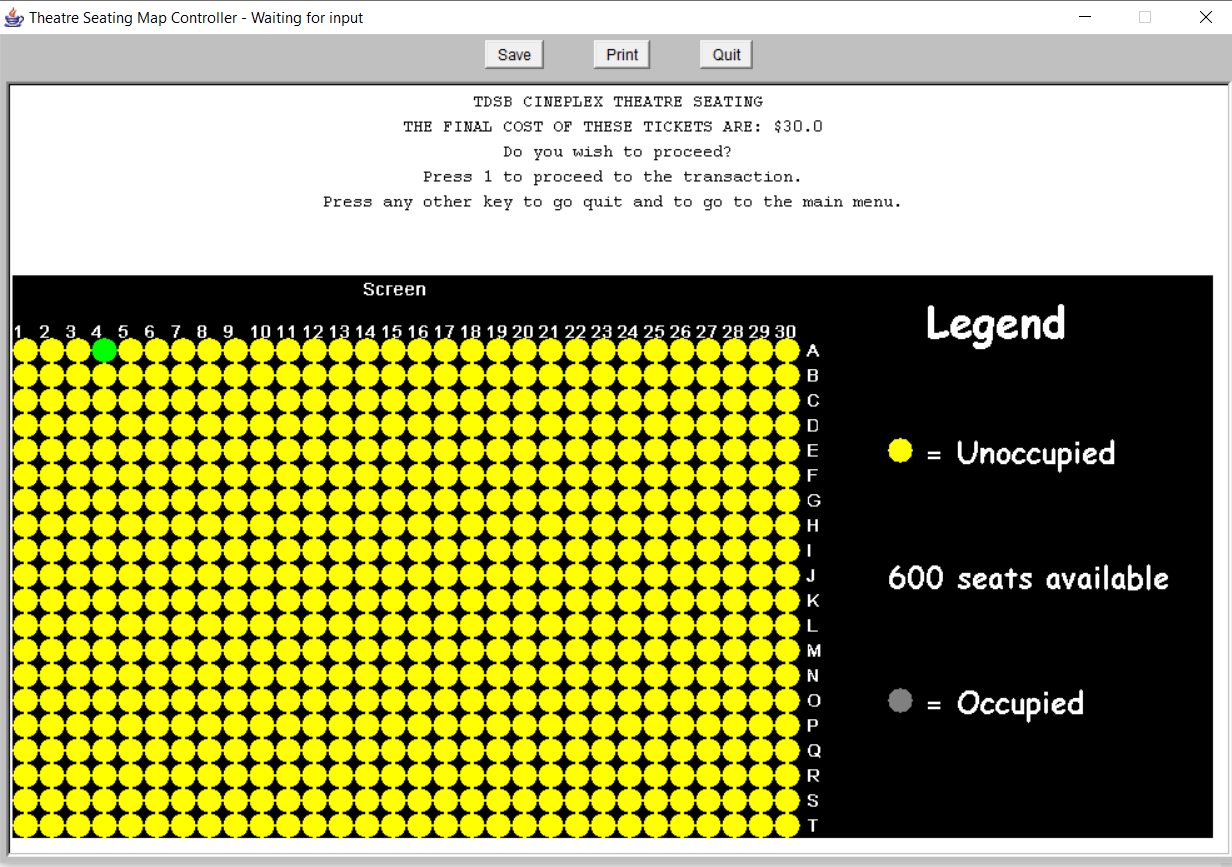 Theatre Seating Map Controller - Waiting for input
Save Print Quit
TDSB CINEPLEX THEATRE SEATING
THE FINAL COST OF THESE TICKETS ARE: $30.0
Do you wish to proceed?
Press 1 to proceed to the transaction.
Press any other key to go quit and to go to the main menu.
Screen
1 2 3 4 5 6 7 8 9 10 11 12 13 14 15 16 17 18 19 20 21 22 23 24 25 26 27 28 29 30
A
B
C
D
E
F
G
H
I
J
K
L
M
N
O
P
Q
R
S
T
Legend
= Unoccupied
600 seats available
= Occupied